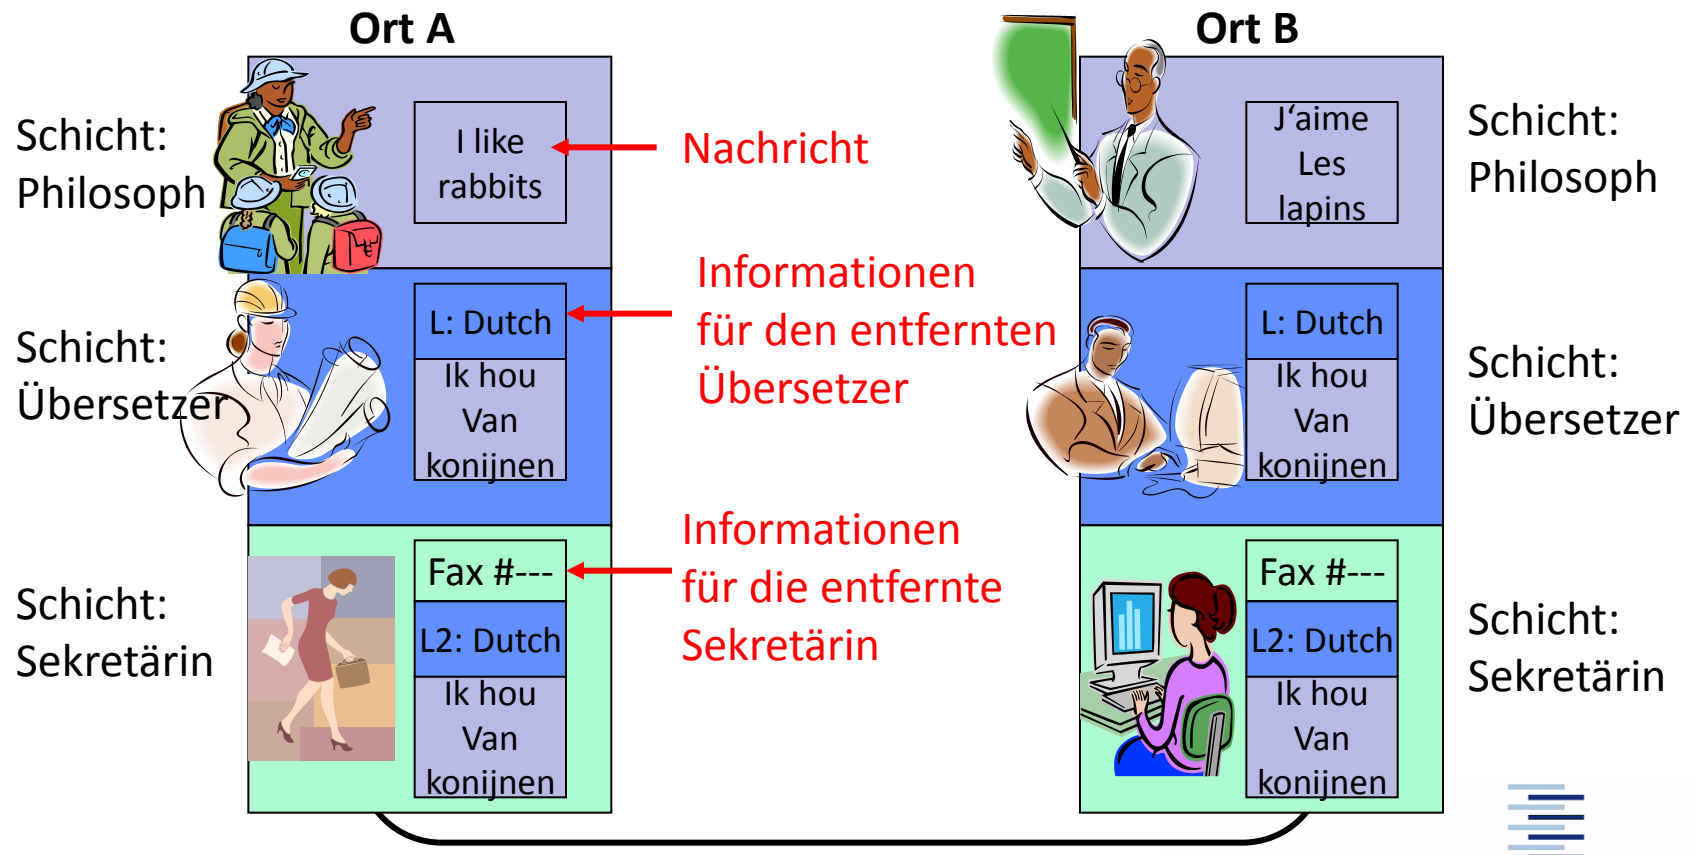 Ort A
Schicht:
Philosoph
I like
rabbits
Nachricht
Schicht:
Übersetzer
L: Dutch
Ik hou
Van
konijnen
Informationen
für den entfernten
Übersetzer
Schicht:
Sekretärin
Fax #---
L2: Dutch
Ik hou
Van
konijnen
Informationen
für die entfernte
Sekretärin
Ort B
J‘aime
Les
lapins
Schicht:
Philosoph
L: Dutch
Ik hou
Van
konijnen
Schicht:
Übersetzer
Fax #---
L2: Dutch
Ik hou
Van
konijnen
Schicht:
Sekretärin